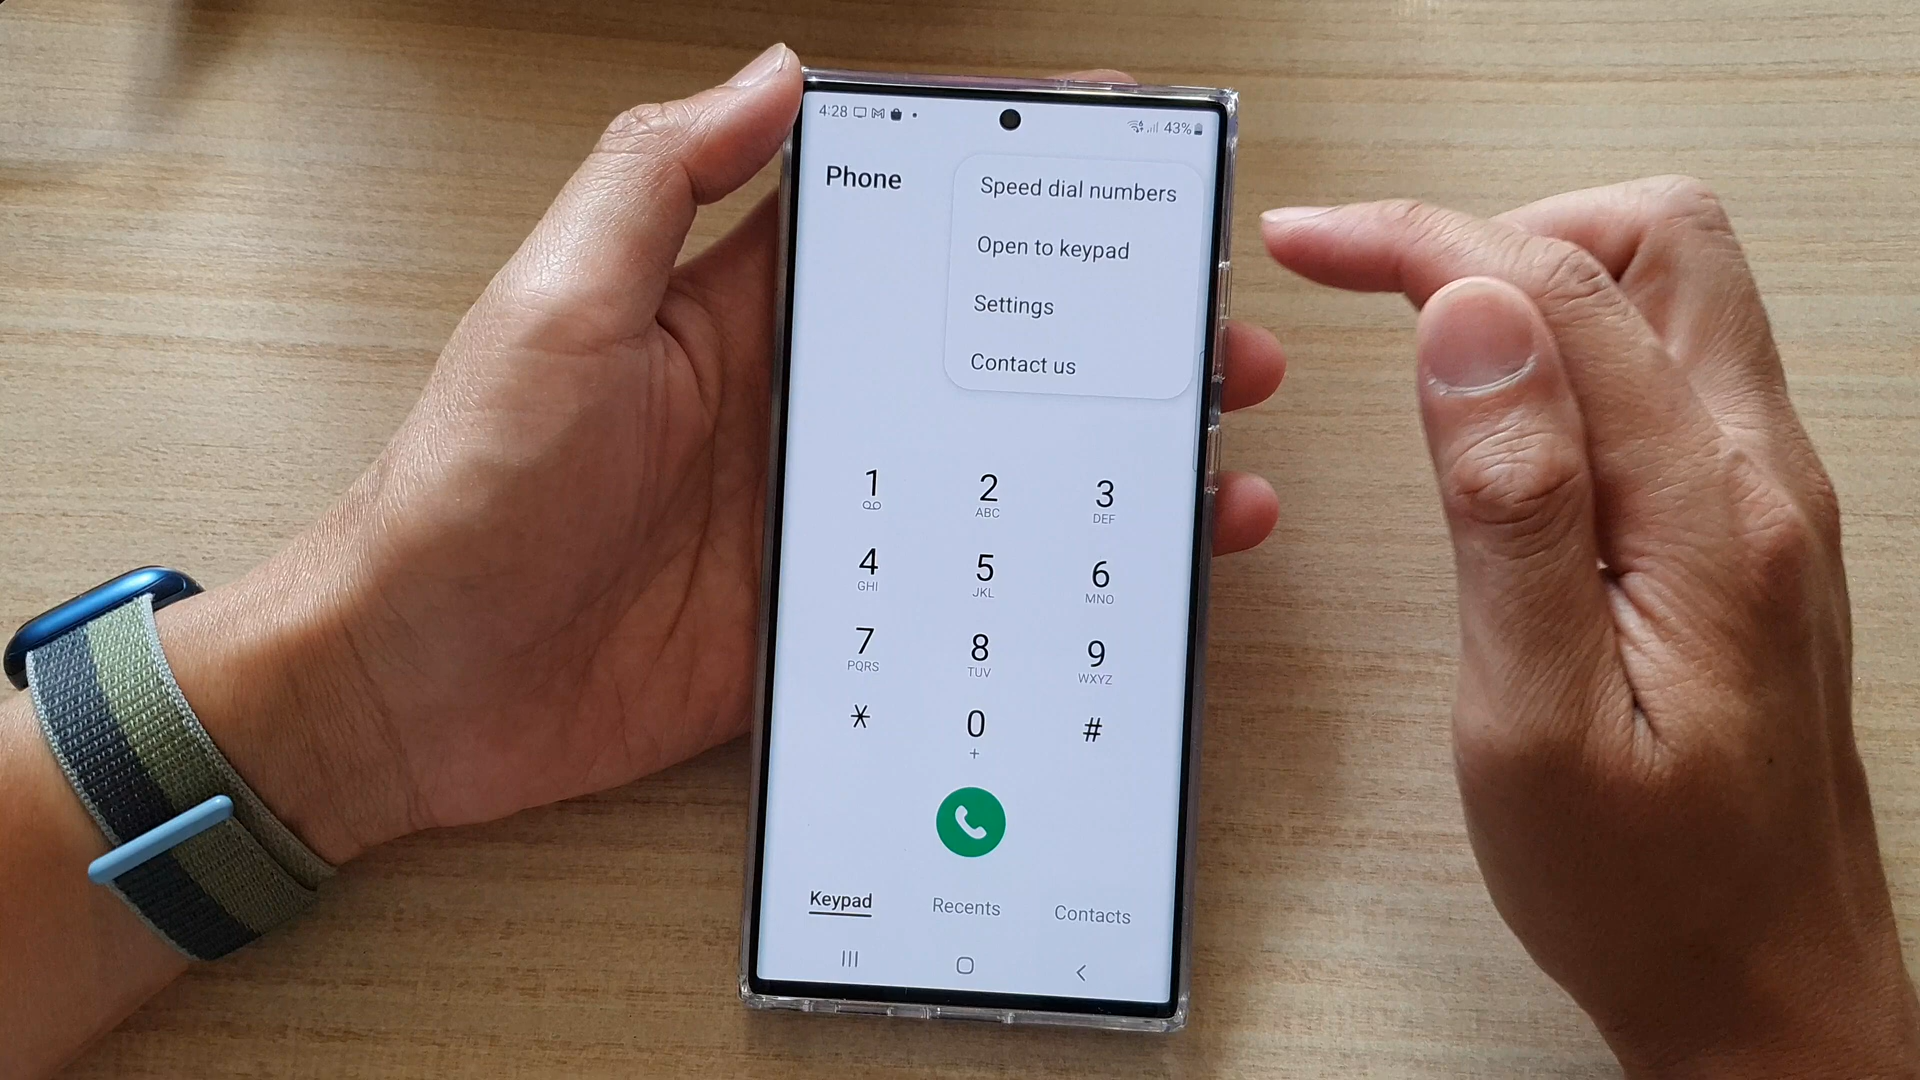 4:28 43%
Phone
Speed dial numbers
Open to keypad
Settings
Contact us
1 2 3
ABC DEF
4 5 6
GHI JKL MNO
7 8 9
PQRS TUV WXYZ
* 0 #
+
Keypad Recents Contacts